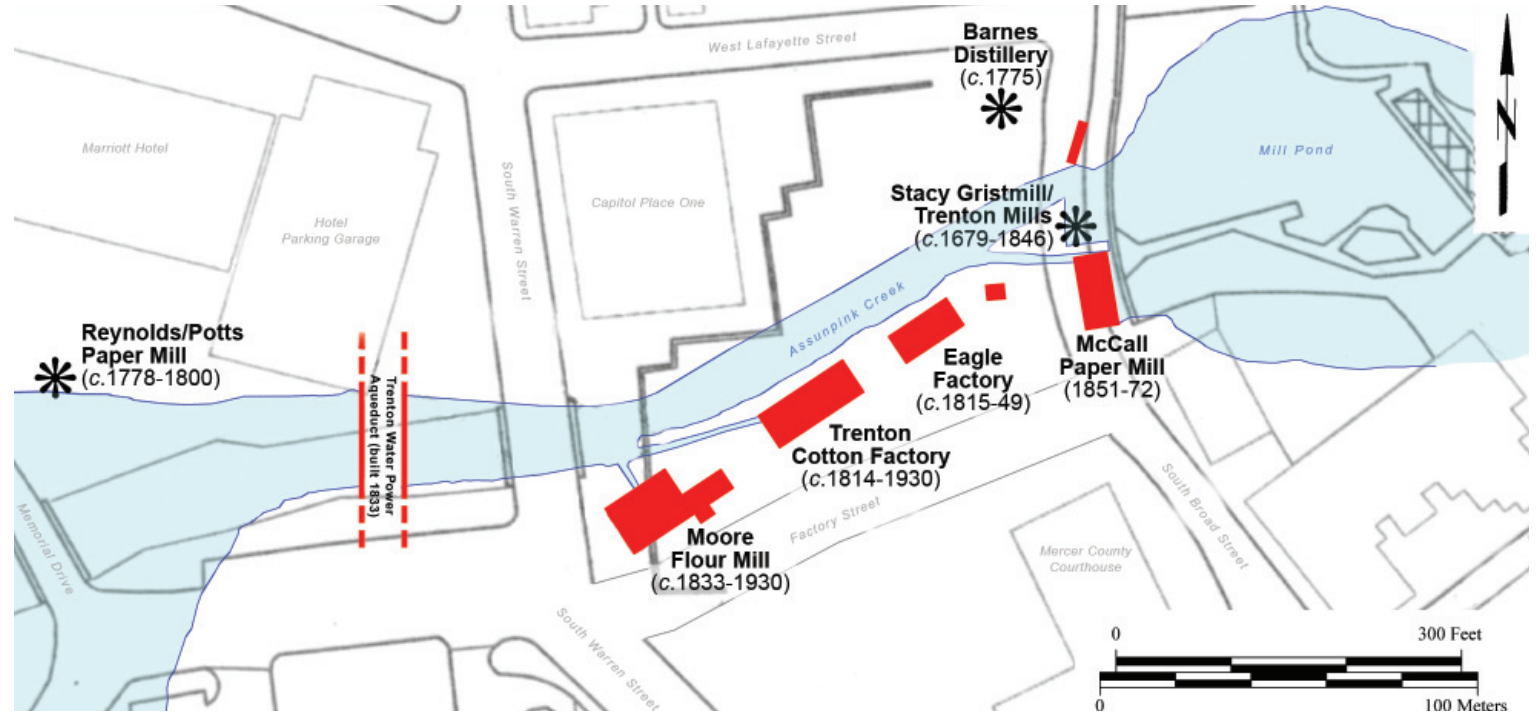 West Lafayette Street
Barnes
Distillery
(c.1775)
N
Marriott Hotel
Hotel
Parking Garage
South Warren Street
Capitol Place One
Mill Pond
Stacy Gristmill/
Trenton Mills
(c.1679-1846)
Assunpink Creek
Reynolds/Potts
Paper Mill
(c.1778-1800)
Trenton Water Power
Aqueduct (built 1833)
McCall
Paper Mill
(1851-72)
Eagle
Factory
(c.1815-49)
Trenton
Cotton Factory
(c.1814-1930)
Factory Street
South Broad Street
Memorial Drive
Moore
Flour Mill
(c.1833-1930)
Mercer County
Courthouse
South Warren Street
0 300 Feet
0 100 Meters